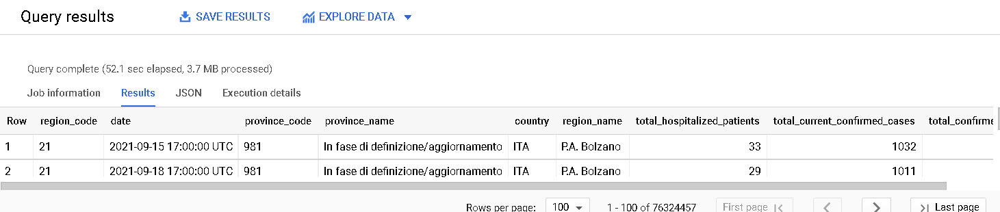 Query results SAVE RESULTS EXPLORE DATA
Query complete (52.1 sec elapsed, 3.7 MB processed)
Job information Results JSON Execution details
Row region_code date province_code province_name country region_name total_hospitalized_patients total_current_confirmed_cases total_confirme
1 21 2021-09-15 17:00:00 UTC 981 In fase di definizione/aggiornamento ITA P.A. Bolzano 33 1032
2 21 2021-09-18 17:00:00 UTC 981 In fase di definizione/aggiornamento ITA P.A. Bolzano 29 1011
Rows per page: 100 1 - 100 of 76324457 First page Last page